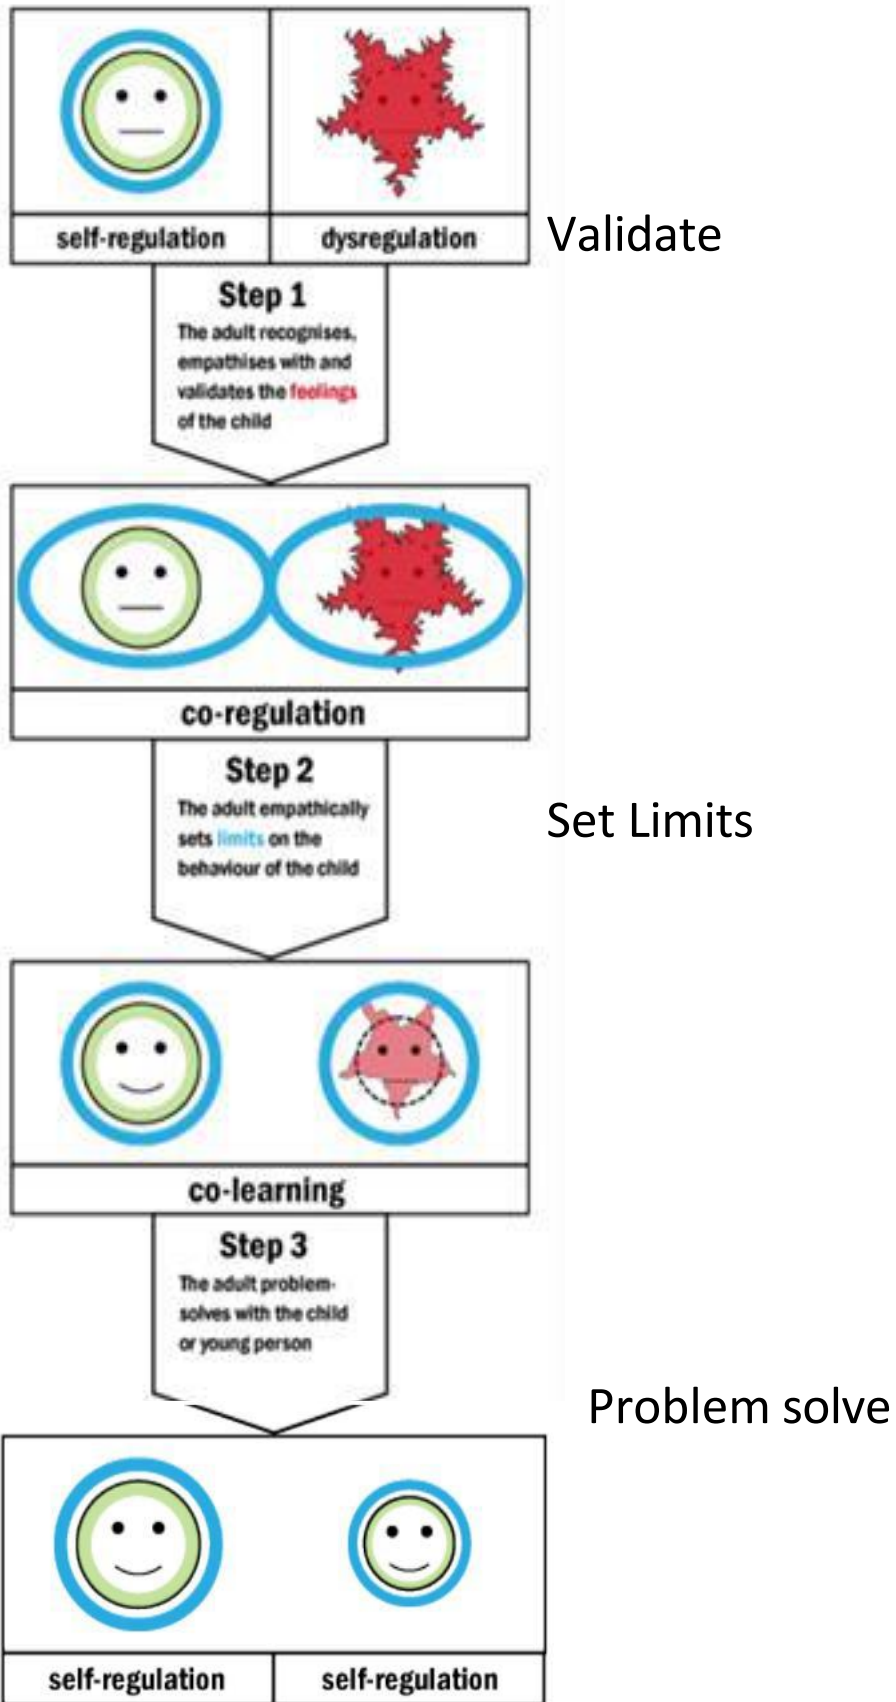 self-regulation
dysregulation
Validate
Step 1
The adult recognises,
empathises with and
validates the feelings
of the child
co-regulation
Step 2
The adult empathically
sets limits on the
behaviour of the child
Set Limits
co-learning
Step 3
The adult problem-
solves with the child
or young person
Problem solve
self-regulation
self-regulation